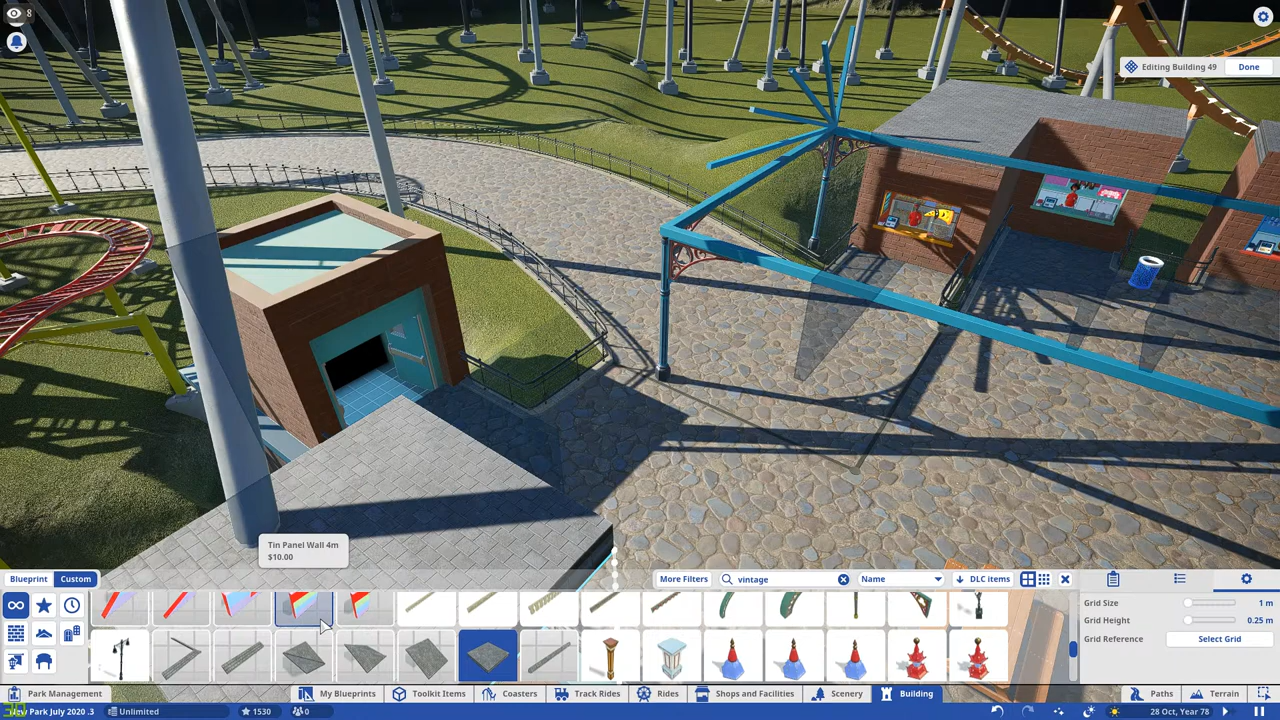 8
Editing Building 49
Done
Tin Panel Wall 4m
$10.00
Blueprint
Custom
More Filters
vintage
Name
DLC items
Grid Size
1 m
Grid Height
0.25 m
Grid Reference
Select Grid
Park Management
My Blueprints
Toolkit Items
Coasters
Track Rides
Rides
Shops and Facilities
Scenery
Building
Paths
Terrain
New Park July 2020 .3
Unlimited
1530
0
28 Oct, Year 78